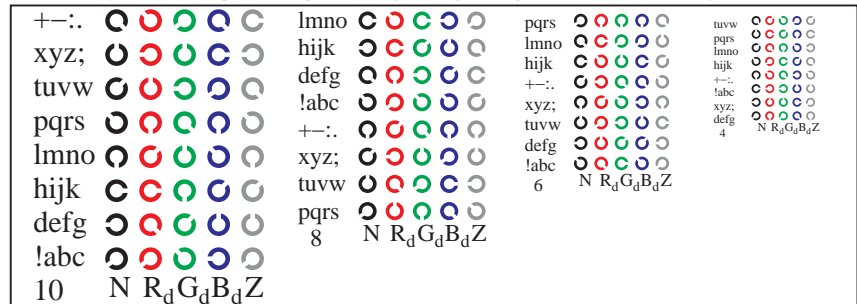 +−:.
xyz;
tuvw
pqrs
lmno
hijk
defg
!abc
10 N RdGdBdZ
lmno
hijk
defg
!abc
+−:.
xyz;
tuvw
pqrs
8 N RdGdBdZ
pqrs
lmno
hijk
+−:.
xyz;
tuvw
defg
!abc
6 N RdGdBdZ
tuvw
pqrs
lmno
hijk
+−:.
!abc
xyz;
defg
4 N RdGdBdZ